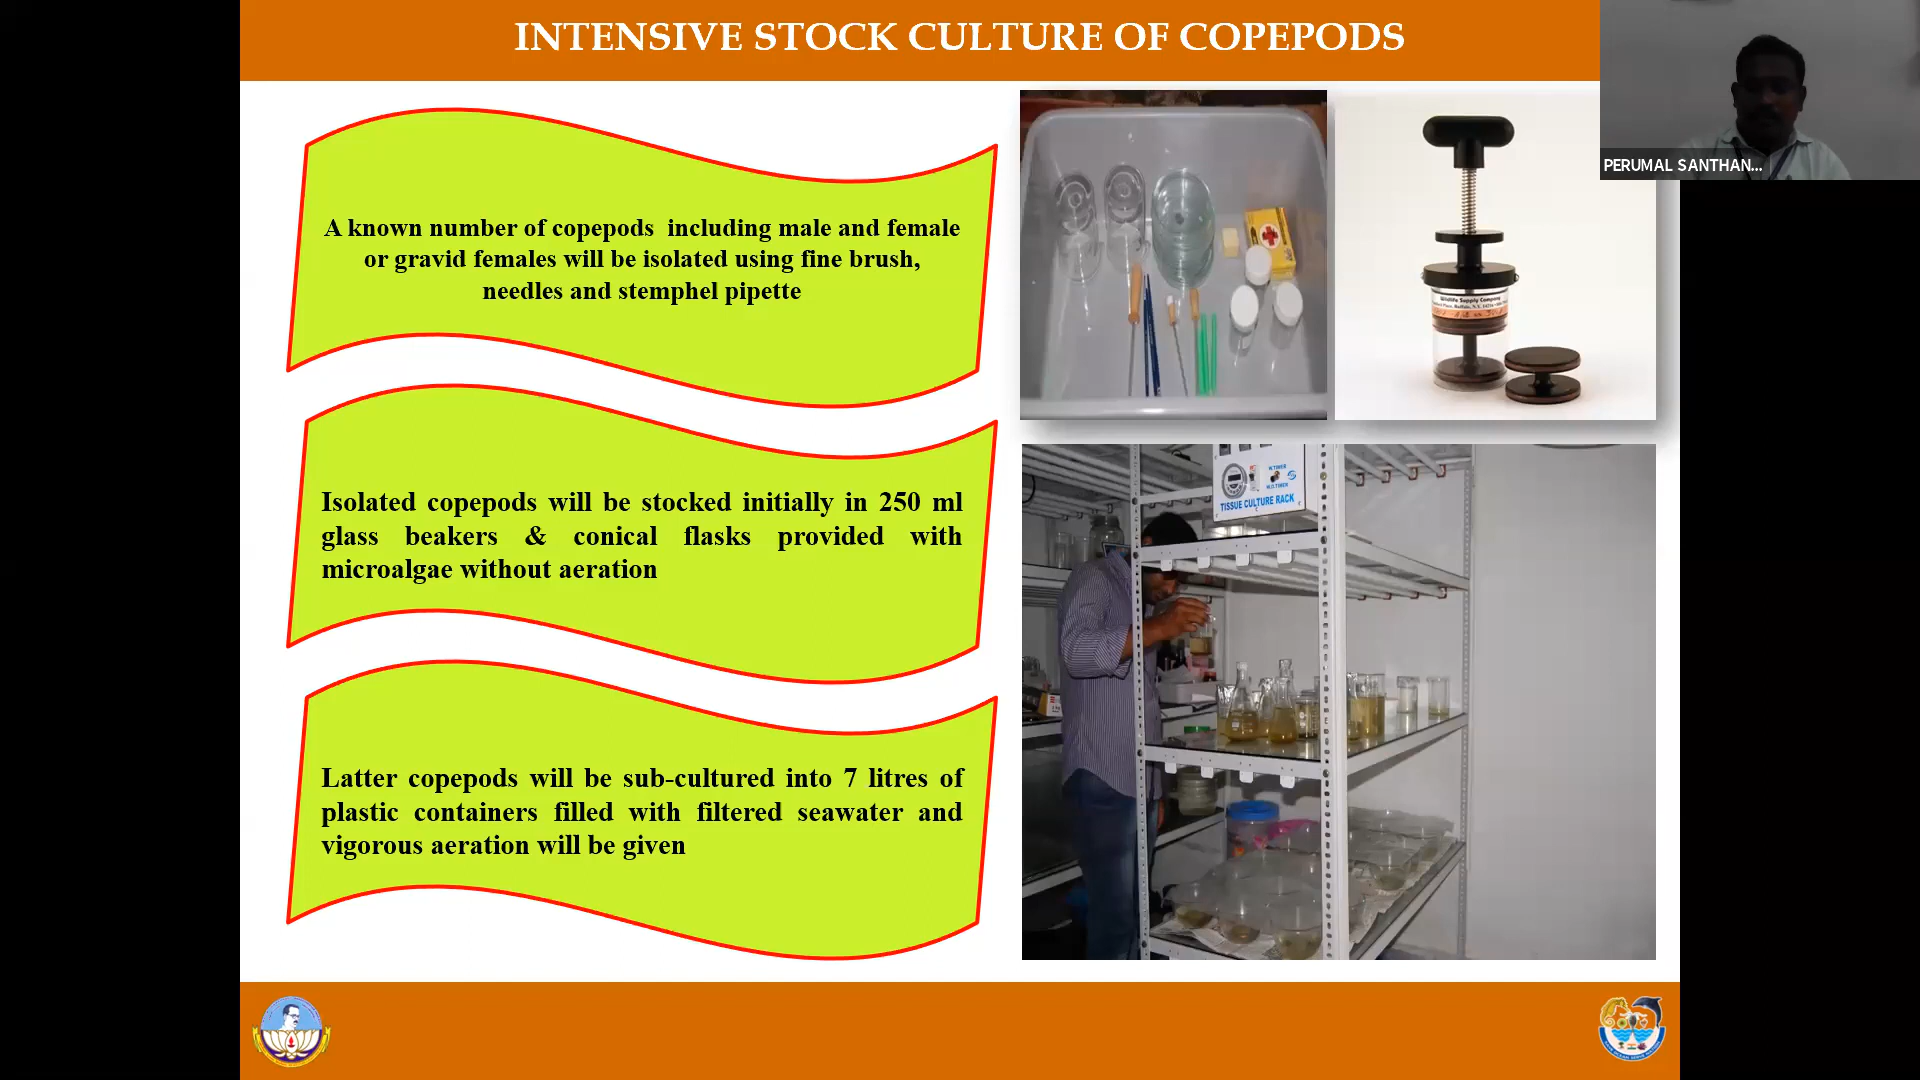 INTENSIVE STOCK CULTURE OF COPEPODS
PERUMAL SANTHAN...
A known number of copepods including male and female
or gravid females will be isolated using fine brush,
needles and stemphel pipette
Wildlife Supply Company
Isolated copepods will be stocked initially in 250 ml
glass beakers & conical flasks provided with
microalgae without aeration
TISSUE CULTURE RACK
Latter copepods will be sub-cultured into 7 litres of
plastic containers filled with filtered seawater and
vigorous aeration will be given